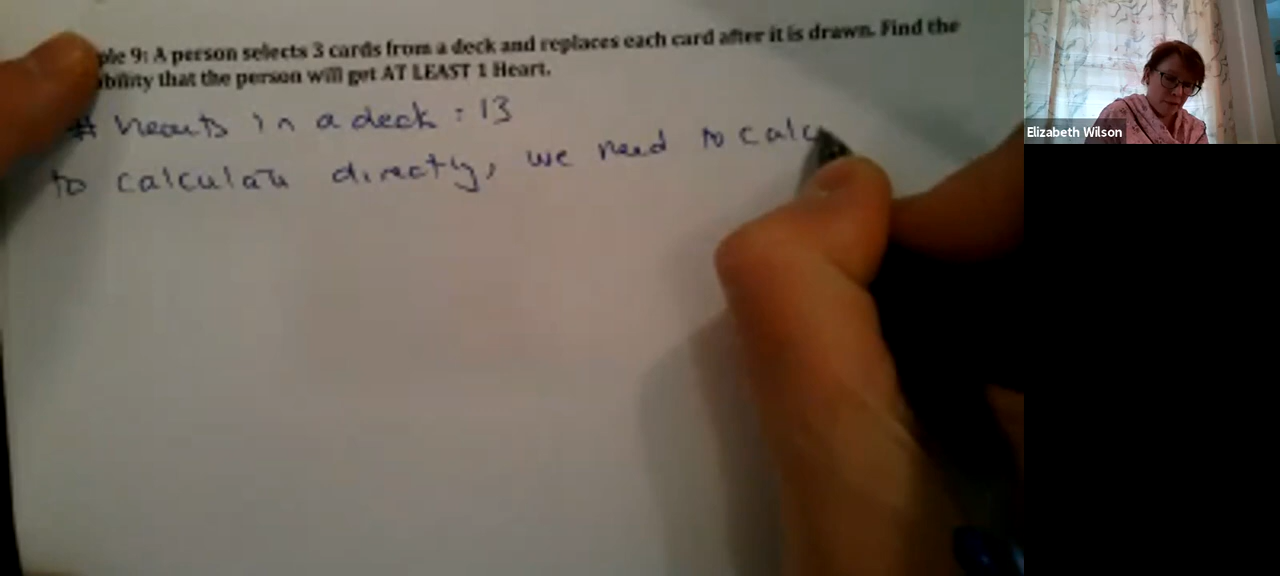 ple 9: A person selects 3 cards from a deck and replaces each card after it is drawn. Find the
bility that the person will get AT LEAST 1 Heart.
# hearts in a deck : 13
to calculate directly, we need to calc
Elizabeth Wilson